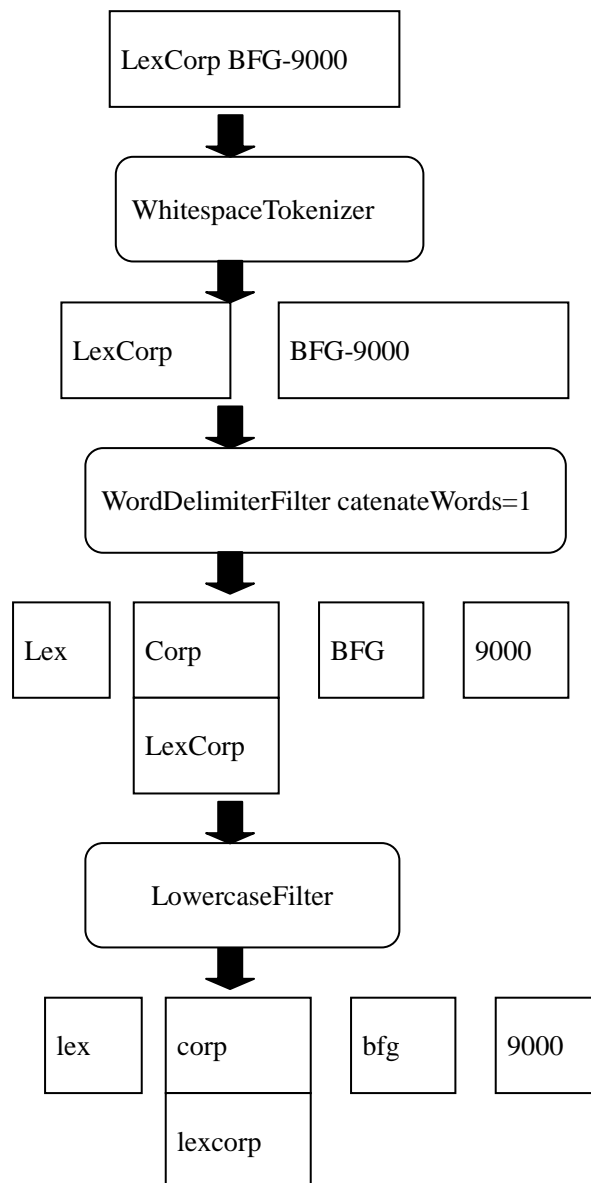 LexCorp BFG-9000
WhitespaceTokenizer
LexCorp BFG-9000
WordDelimiterFilter catenateWords=1
Lex Corp BFG 9000
LexCorp
LowercaseFilter
lex corp bfg 9000
lexcorp